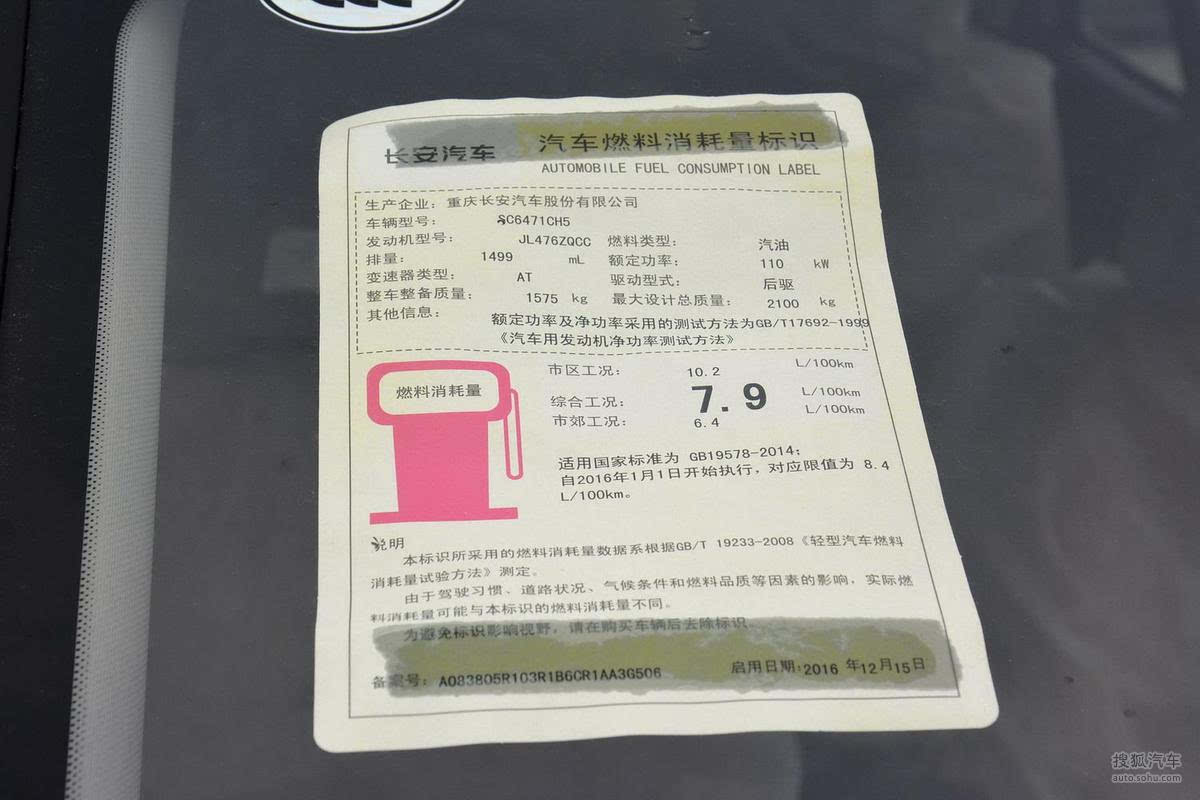 长安汽车 汽车燃料消耗量标识
AUTOMOBILE FUEL CONSUMPTION LABEL
生产企业: 重庆长安汽车股份有限公司
车辆型号: SC6471CH5
发动机型号: JL476ZQCC 燃料类型: 汽油
排量: 1499 mL 额定功率: 110 kW
变速器类型: AT 驱动型式: 后驱
整车整备质量: 1575 kg 最大设计总质量: 2100 kg
其他信息: 额定功率及净功率采用的测试方法为GB/T17692-1999
《汽车用发动机净功率测试方法》
燃料消耗量
市区工况: 10.2 L/100km
综合工况: 7.9 L/100km
市郊工况: 6.4 L/100km
适用国家标准为 GB19578-2014;
自2016年1月1日开始执行, 对应限值为 8.4
L/100km。
说明
本标识所采用的燃料消耗量数据系根据GB/T 19233-2008《轻型汽车燃料
消耗量试验方法》测定。
由于驾驶习惯、道路状况、气候条件和燃料品质等因素的影响, 实际燃
料消耗量可能与本标识的燃料消耗量不同。
为避免标识影响视野, 请在购买车辆后去除标识
备案号: A083805R103R1B6CR1AA3G506 启用日期: 2016 年12月15日
搜狐汽车
auto.sohu.com